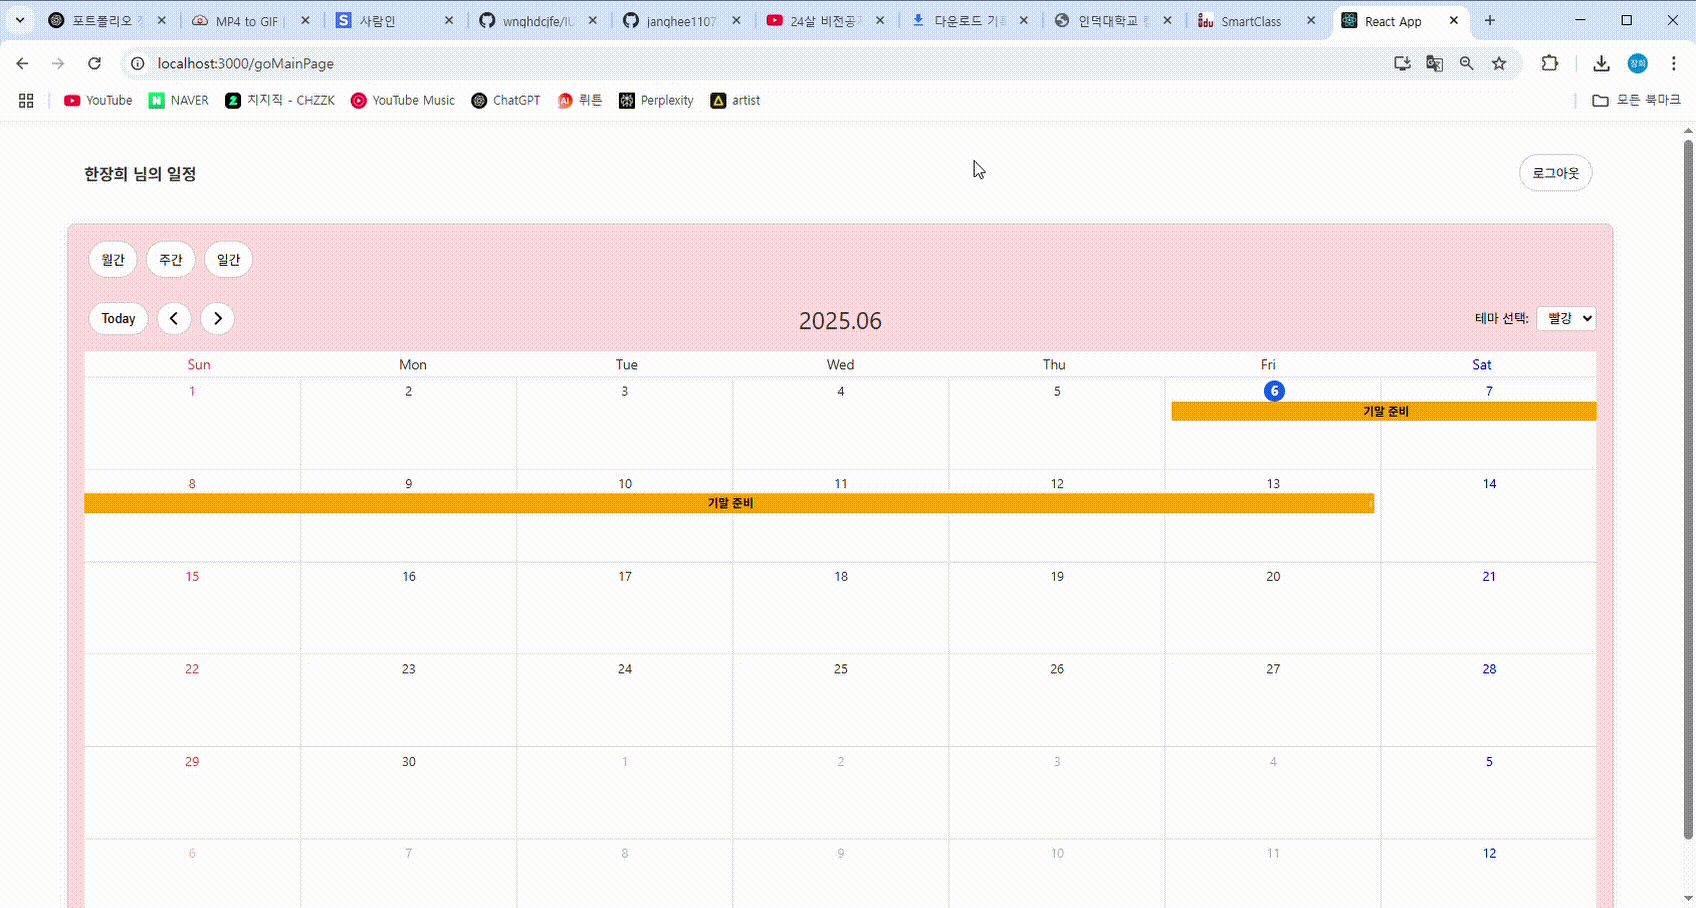 포트폴리오
MP4 to GIF
사람인
wnqhdcjfe/IU
janghee1107
24살 비전공
다운로드 기록
인덕대학교
SmartClass
React App
localhost:3000/goMainPage
장희
YouTube
NAVER
치지직 - CHZZK
YouTube Music
ChatGPT
뤼튼
Perplexity
artist
모든 북마크
한장희 님의 일정
로그아웃
월간 주간 일간
Today
2025.06
테마 선택: 빨강
Sun Mon Tue Wed Thu Fri Sat
1 2 3 4 5 6 7
기말 준비
8 9 10 11 12 13 14
기말 준비
15 16 17 18 19 20 21
22 23 24 25 26 27 28
29 30 1 2 3 4 5
6 7 8 9 10 11 12